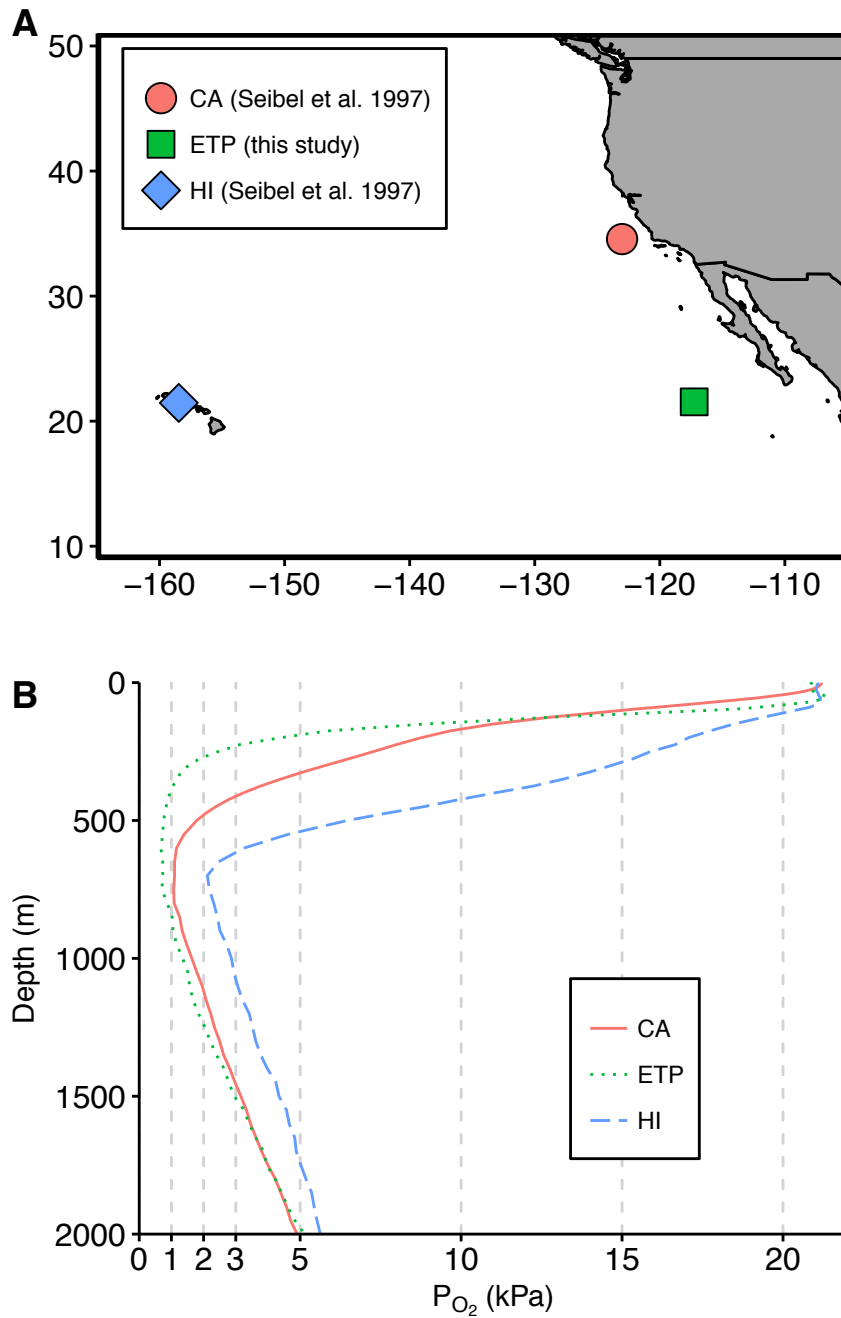 A
50
40
30
20
10
CA (Seibel et al. 1997)
ETP (this study)
HI (Seibel et al. 1997)
−160 −150 −140 −130 −120 −110
B
0
500
1000
1500
2000
Depth (m)
CA
ETP
HI
0 1 2 3 5 10 15 20
PO2 (kPa)